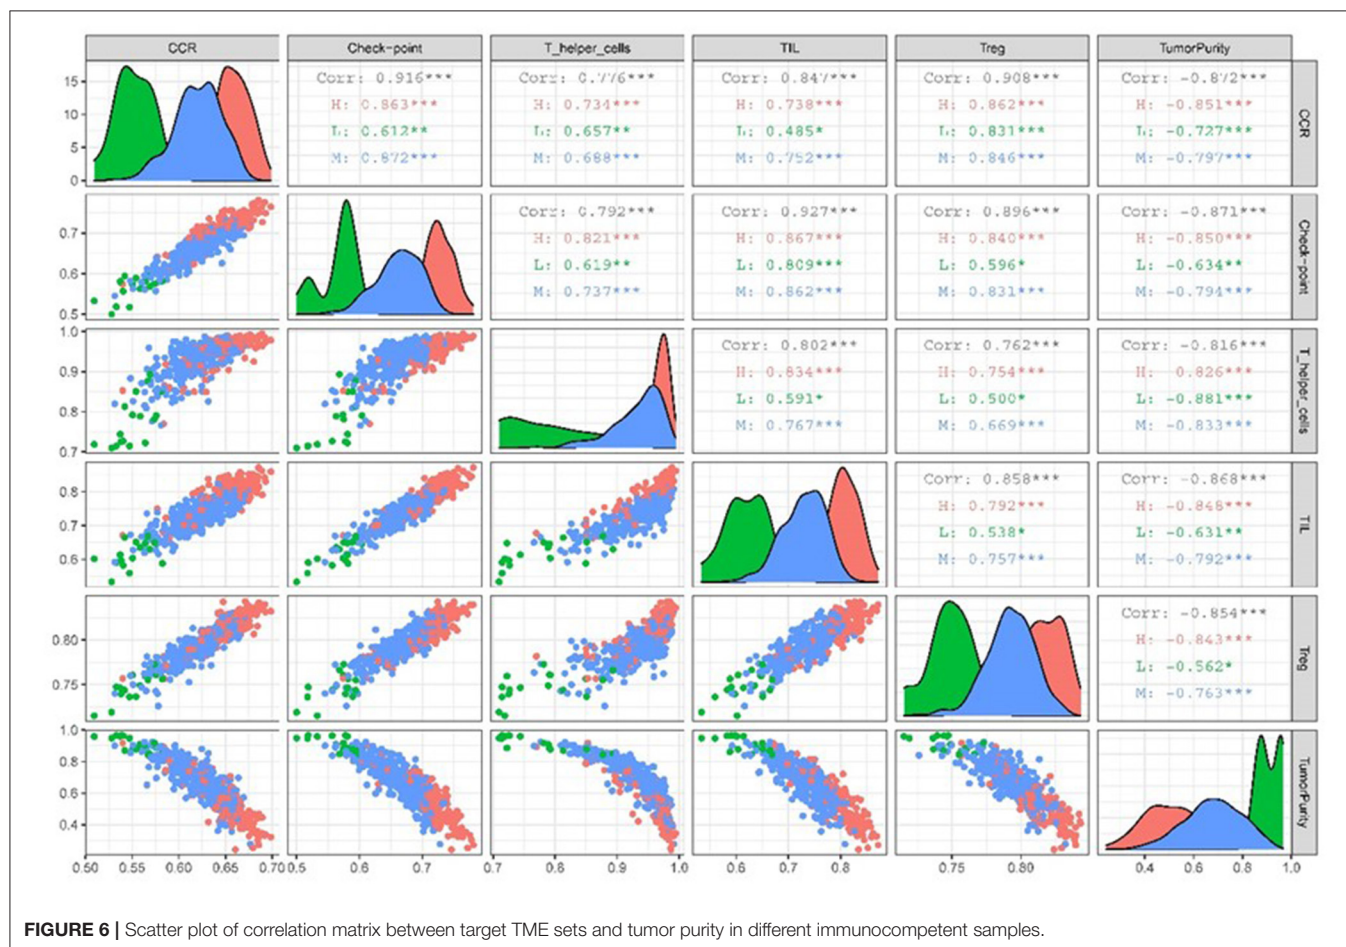 CCR Check-point T_helper_cells TIL Treg TumorPurity
15
10
5
0
Corr: 0.916*** Corr: 0.776*** Corr: 0.847*** Corr: 0.908*** Corr: -0.872***
H: 0.863*** H: 0.734*** H: 0.738*** H: 0.862*** H: -0.851***
L: 0.612** L: 0.657** L: 0.485* L: 0.831*** L: -0.727***
M: 0.872*** M: 0.688*** M: 0.752*** M: 0.846*** M: -0.797***
CCR
0.7
0.6
0.5
Corr: 0.792*** Corr: 0.927*** Corr: 0.896*** Corr: -0.871***
H: 0.821*** H: 0.867*** H: 0.840*** H: -0.850***
L: 0.619** L: 0.809*** L: 0.596* L: -0.634**
M: 0.737*** M: 0.862*** M: 0.831*** M: -0.794***
Check-point
1.0
0.9
0.8
0.7
Corr: 0.802*** Corr: 0.762*** Corr: -0.816***
H: 0.834*** H: 0.754*** H: 0.826***
L: 0.591* L: 0.500* L: -0.881***
M: 0.767*** M: 0.669*** M: -0.833***
T_helper_cells
0.8
0.7
0.6
Corr: 0.858*** Corr: -0.868***
H: 0.792*** H: -0.848***
L: 0.538* L: -0.631**
M: 0.757*** M: -0.792***
TIL
0.80
0.75
Corr: -0.854***
H: -0.843***
L: -0.562*
M: -0.763***
Treg
1.0
0.8
0.6
0.4
TumorPurity
0.50 0.55 0.60 0.65 0.70 0.5 0.6 0.7 0.7 0.8 0.9 1.0 0.6 0.7 0.8 0.75 0.80 0.4 0.6 0.8 1.0
FIGURE 6 | Scatter plot of correlation matrix between target TME sets and tumor purity in different immunocompetent samples.